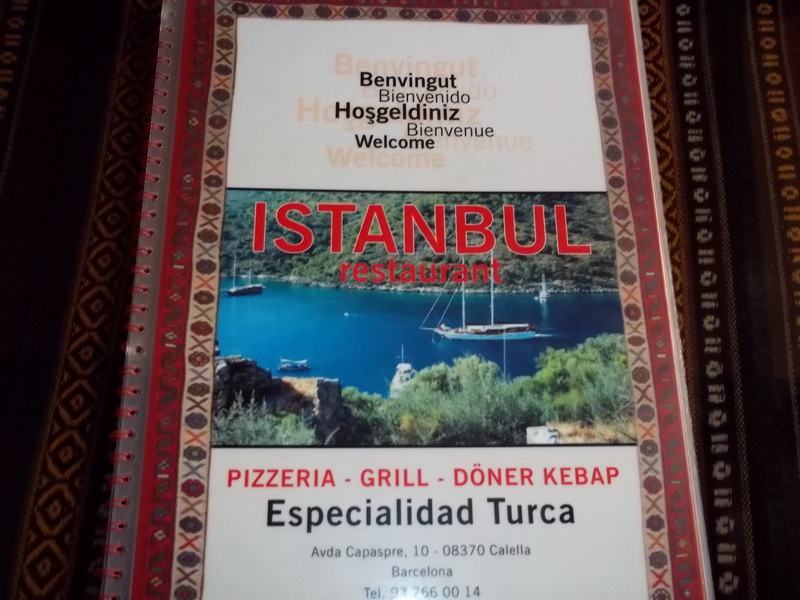 Benvingut
Bienvenido
Hoşgeldiniz
Bienvenue
Welcome
ISTANBUL
restaurant
PIZZERIA - GRILL - DÖNER KEBAP
Especialidad Turca
Avda Capaspre, 10 - 08370 Calella
Barcelona
Tel. 93 766 00 14